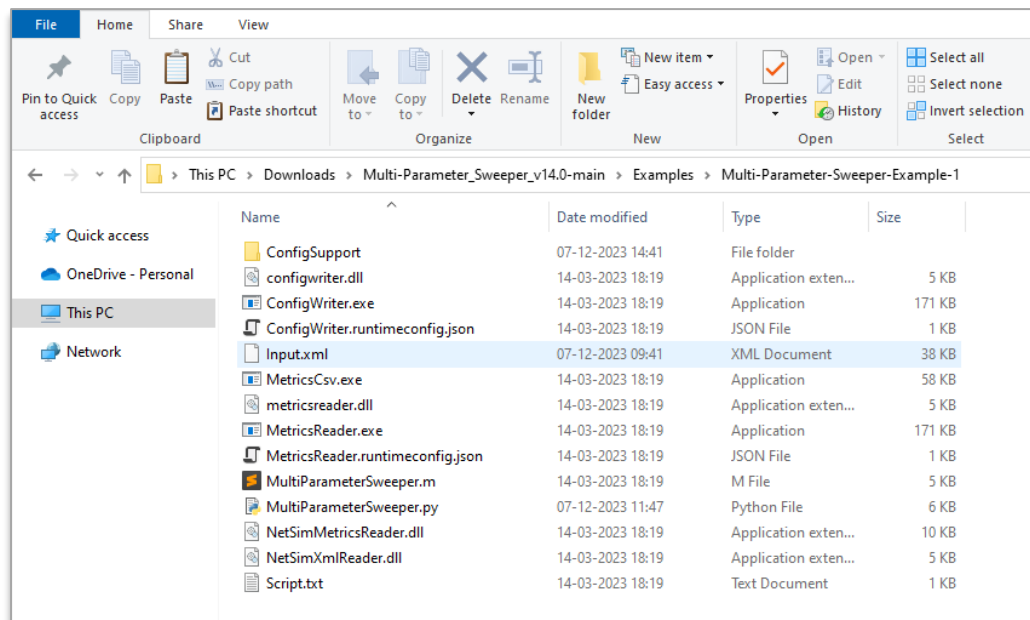 File Home Share View
Pin to Quick access
Copy
Paste
Cut
Copy path
Paste shortcut
Clipboard
Move to
Copy to
Delete
Rename
Organize
New folder
New item
Easy access
New
Properties
Open
Edit
History
Open
Select all
Select none
Invert selection
Select
This PC > Downloads > Multi-Parameter_Sweeper_v14.0-main > Examples > Multi-Parameter-Sweeper-Example-1
Quick access
OneDrive - Personal
This PC
Network
Name Date modified Type Size
ConfigSupport 07-12-2023 14:41 File folder
configwriter.dll 14-03-2023 18:19 Application exten... 5 KB
ConfigWriter.exe 14-03-2023 18:19 Application 171 KB
ConfigWriter.runtimeconfig.json 14-03-2023 18:19 JSON File 1 KB
Input.xml 07-12-2023 09:41 XML Document 38 KB
MetricsCsv.exe 14-03-2023 18:19 Application 58 KB
metricsreader.dll 14-03-2023 18:19 Application exten... 5 KB
MetricsReader.exe 14-03-2023 18:19 Application 171 KB
MetricsReader.runtimeconfig.json 14-03-2023 18:19 JSON File 1 KB
MultiParameterSweeper.m 14-03-2023 18:19 M File 5 KB
MultiParameterSweeper.py 07-12-2023 11:47 Python File 6 KB
NetSimMetricsReader.dll 14-03-2023 18:19 Application exten... 10 KB
NetSimXmlReader.dll 14-03-2023 18:19 Application exten... 5 KB
Script.txt 14-03-2023 18:19 Text Document 1 KB